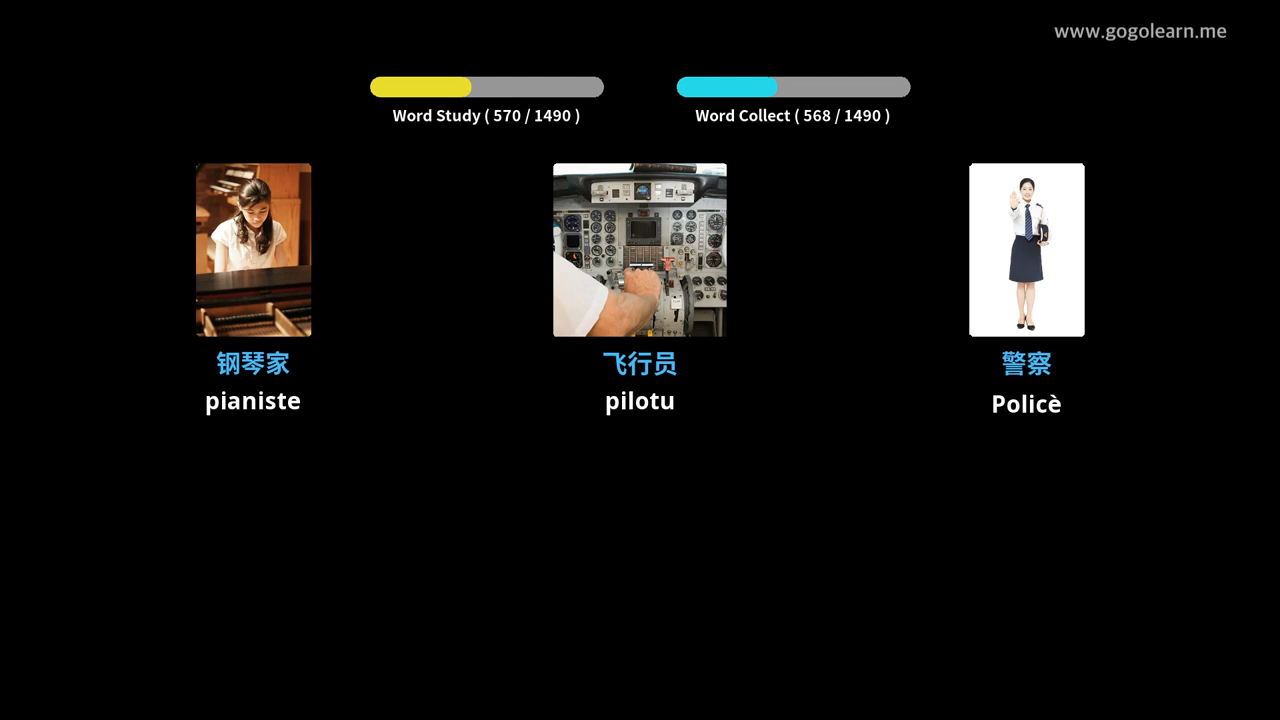 www.gogolearn.me
Word Study ( 570 / 1490 )
Word Collect ( 568 / 1490 )
钢琴家
飞行员
警察
pianiste
pilotu
Policè